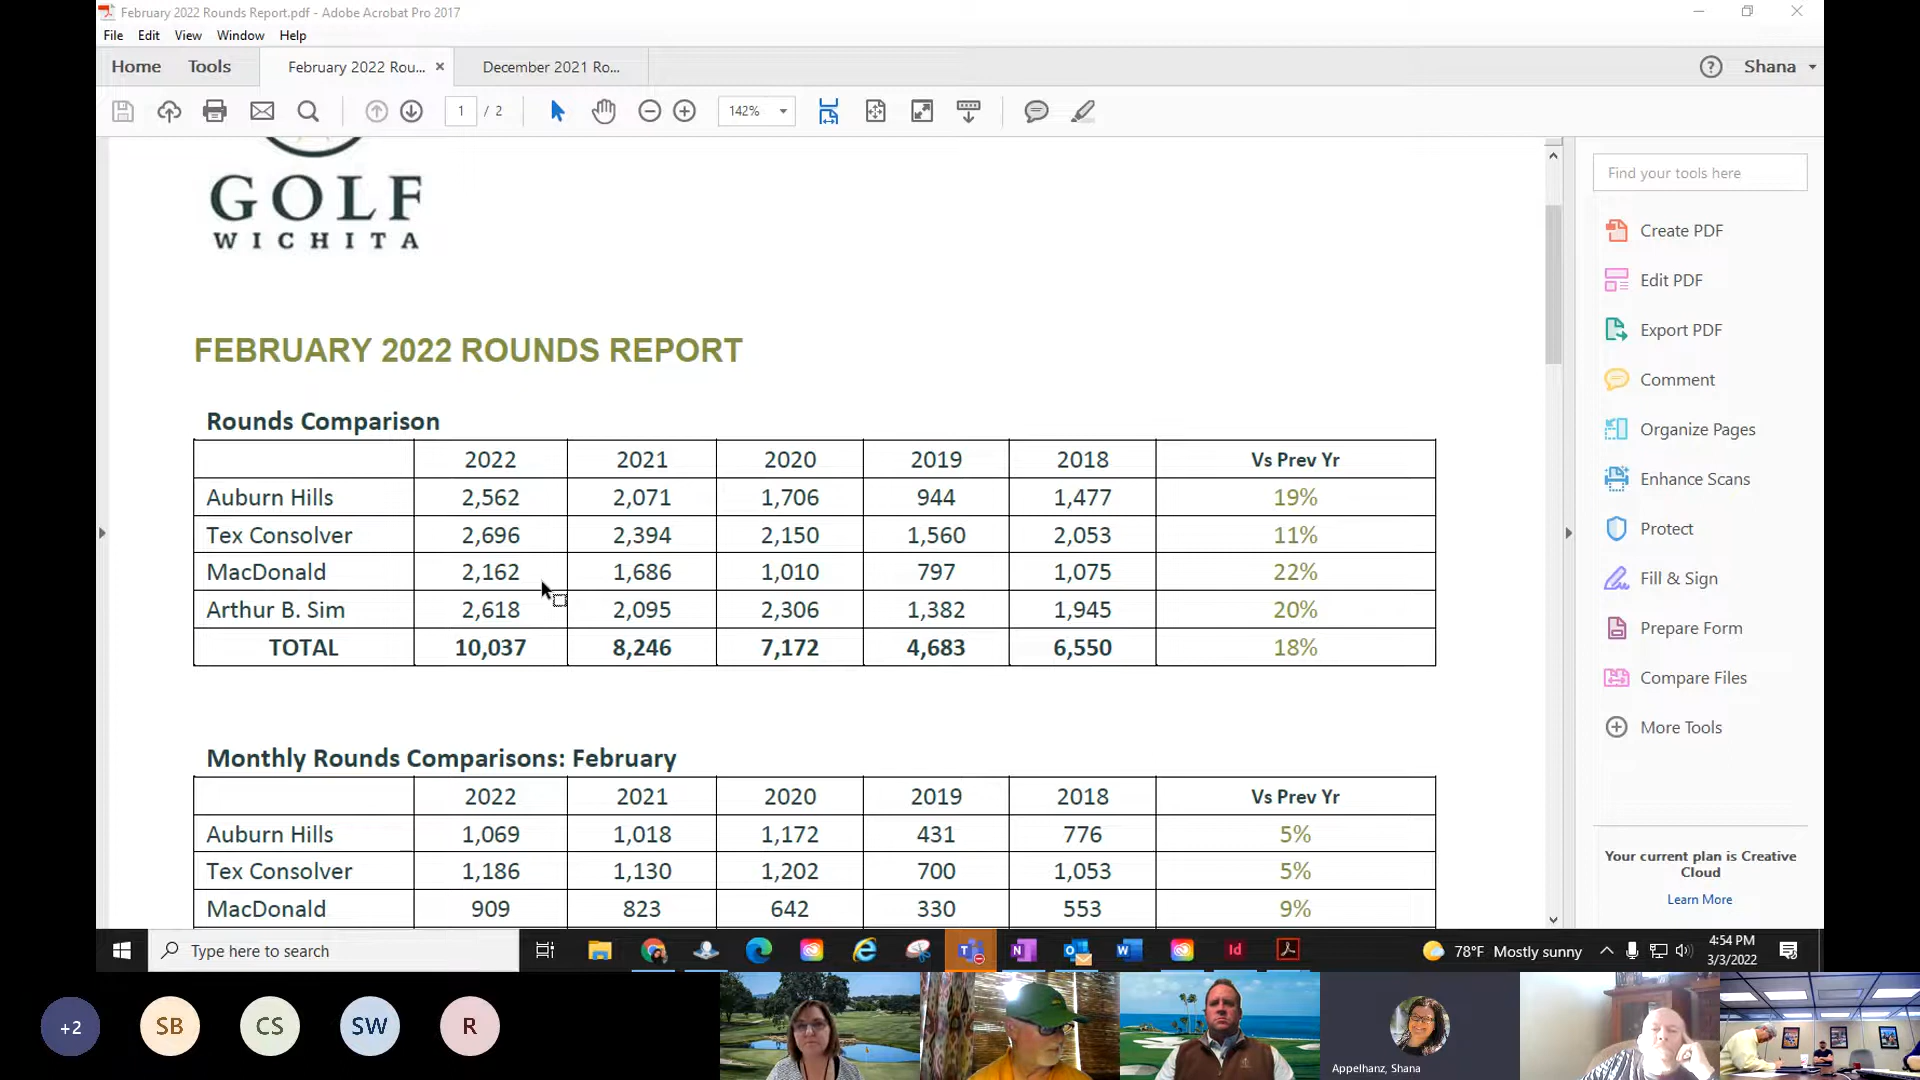 February 2022 Rounds Report.pdf - Adobe Acrobat Pro 2017
File Edit View Window Help
Home Tools February 2022 Rou... × December 2021 Ro... Shana
1 / 2 142%
Find your tools here
GOLF
WICHITA
Create PDF
Edit PDF
Export PDF
Comment
Organize Pages
Enhance Scans
Protect
Fill & Sign
Prepare Form
Compare Files
More Tools
Your current plan is Creative
Cloud
Learn More
FEBRUARY 2022 ROUNDS REPORT
Rounds Comparison
2022 2021 2020 2019 2018 Vs Prev Yr
Auburn Hills 2,562 2,071 1,706 944 1,477 19%
Tex Consolver 2,696 2,394 2,150 1,560 2,053 11%
MacDonald 2,162 1,686 1,010 797 1,075 22%
Arthur B. Sim 2,618 2,095 2,306 1,382 1,945 20%
TOTAL 10,037 8,246 7,172 4,683 6,550 18%
Monthly Rounds Comparisons: February
2022 2021 2020 2019 2018 Vs Prev Yr
Auburn Hills 1,069 1,018 1,172 431 776 5%
Tex Consolver 1,186 1,130 1,202 700 1,053 5%
MacDonald 909 823 642 330 553 9%
Type here to search
78°F Mostly sunny
4:54 PM
3/3/2022
+2 SB CS SW R
Appelhanz, Shana